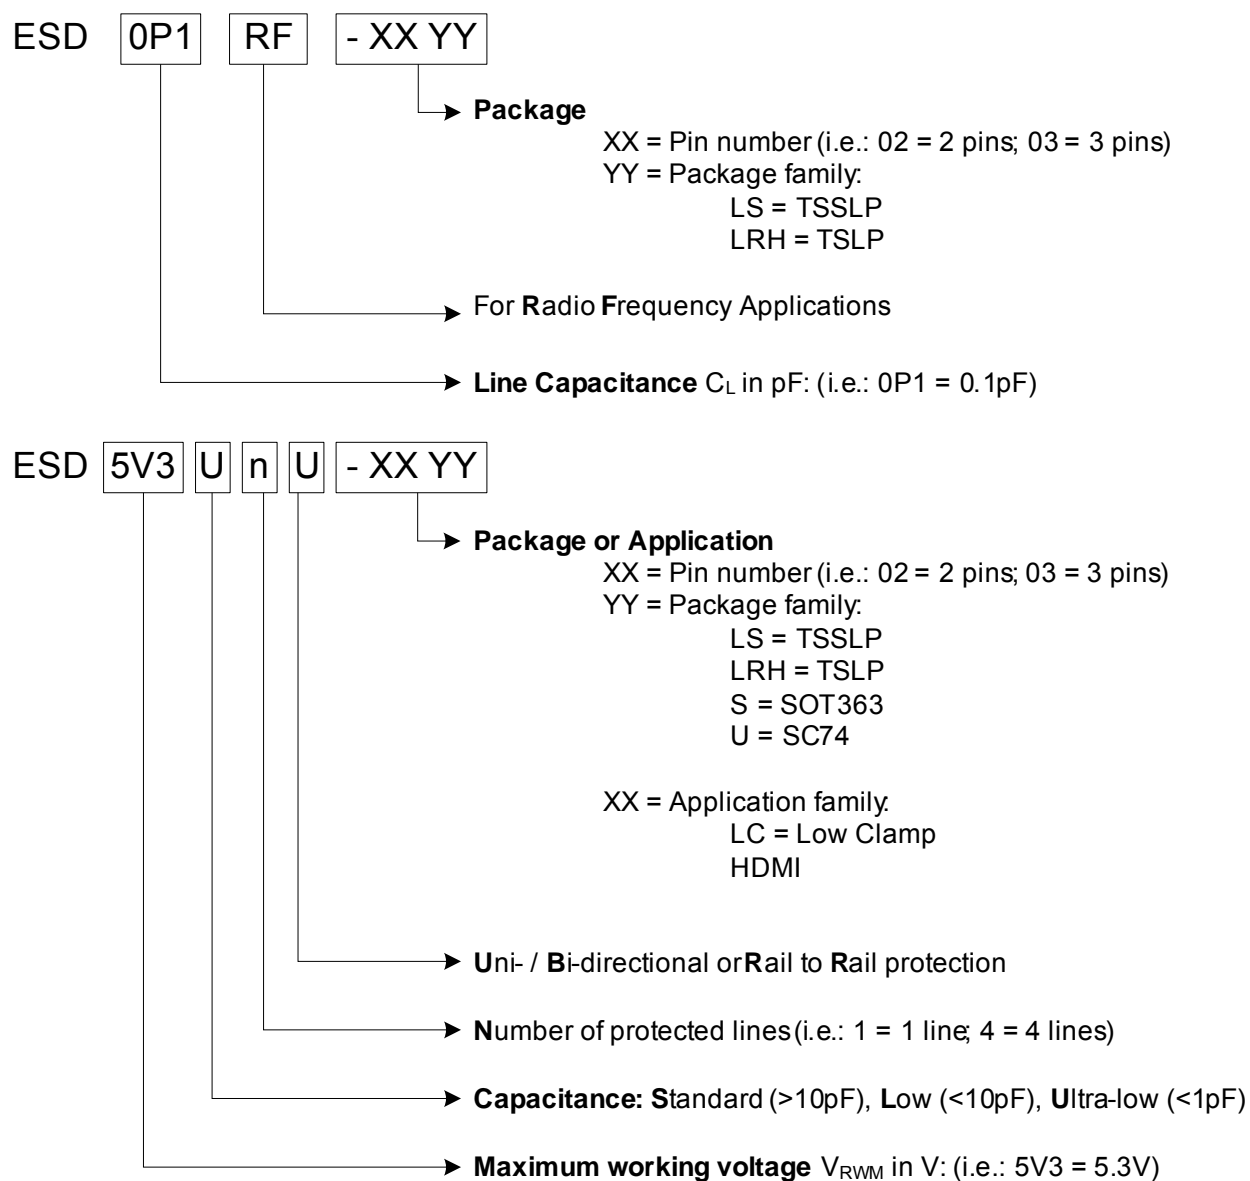 ESD 0P1 RF - XX YY
Package
XX = Pin number (i.e.: 02 = 2 pins; 03 = 3 pins)
YY = Package family:
LS = TSSLP
LRH = TSLP
For Radio Frequency Applications
Line Capacitance CL in pF: (i.e.: 0P1 = 0.1pF)
ESD 5V3 U n U - XX YY
Package or Application
XX = Pin number (i.e.: 02 = 2 pins; 03 = 3 pins)
YY = Package family:
LS = TSSLP
LRH = TSLP
S = SOT363
U = SC74
XX = Application family:
LC = Low Clamp
HDMI
Uni- / Bi-directional or Rail to Rail protection
Number of protected lines (i.e.: 1 = 1 line; 4 = 4 lines)
Capacitance: Standard (>10pF), Low (<10pF), Ultra-low (<1pF)
Maximum working voltage VRWM in V: (i.e.: 5V3 = 5.3V)